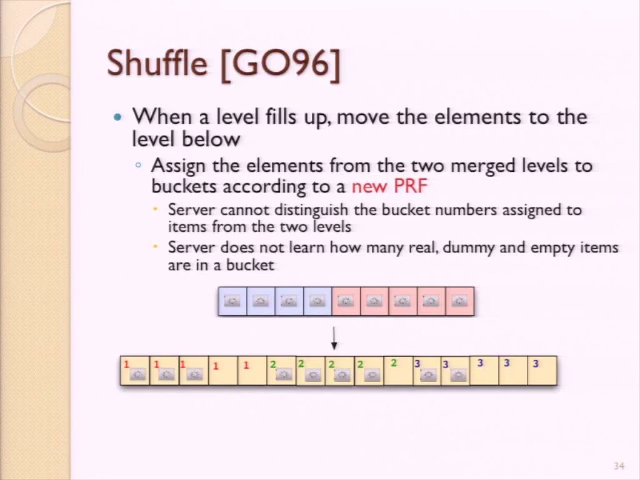 Shuffle [GO96]
When a level fills up, move the elements to the
level below
Assign the elements from the two merged levels to
buckets according to a new PRF
Server cannot distinguish the bucket numbers assigned to
items from the two levels
Server does not learn how many real, dummy and empty items
are in a bucket
1 1 1 1 1 2 2 2 2 2 3 3 3 3 3
34